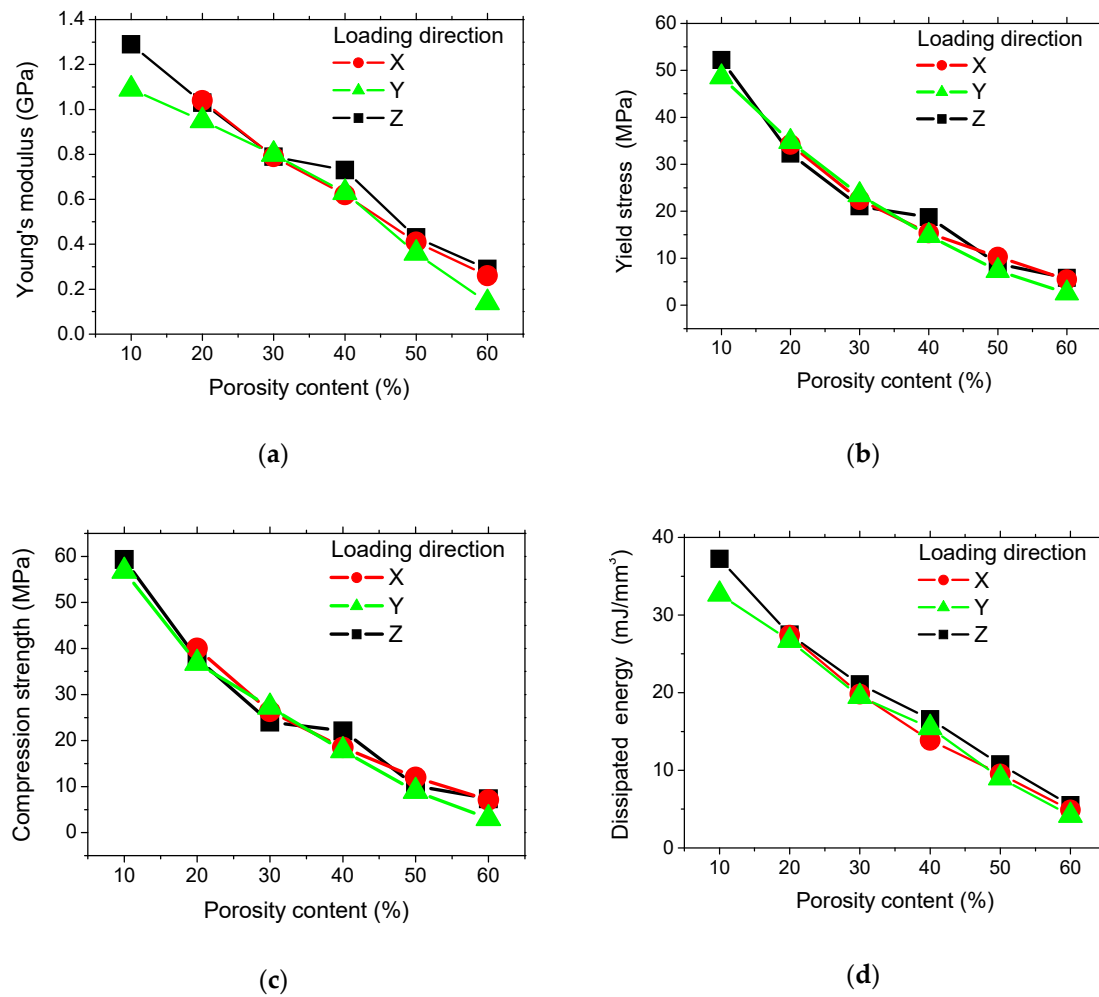 Young's modulus (GPa)
1.4
1.2
1.0
0.8
0.6
0.4
0.2
0.0
Loading direction
X
Y
Z
10 20 30 40 50 60
Porosity content (%)
(a)
Yield stress (MPa)
60
50
40
30
20
10
0
Loading direction
X
Y
Z
10 20 30 40 50 60
Porosity content (%)
(b)
Compression strength (MPa)
60
50
40
30
20
10
0
Loading direction
X
Y
Z
10 20 30 40 50 60
Porosity content (%)
(c)
Dissipated energy (mJ/mm³)
40
30
20
10
0
Loading direction
X
Y
Z
10 20 30 40 50 60
Porosity content (%)
(d)